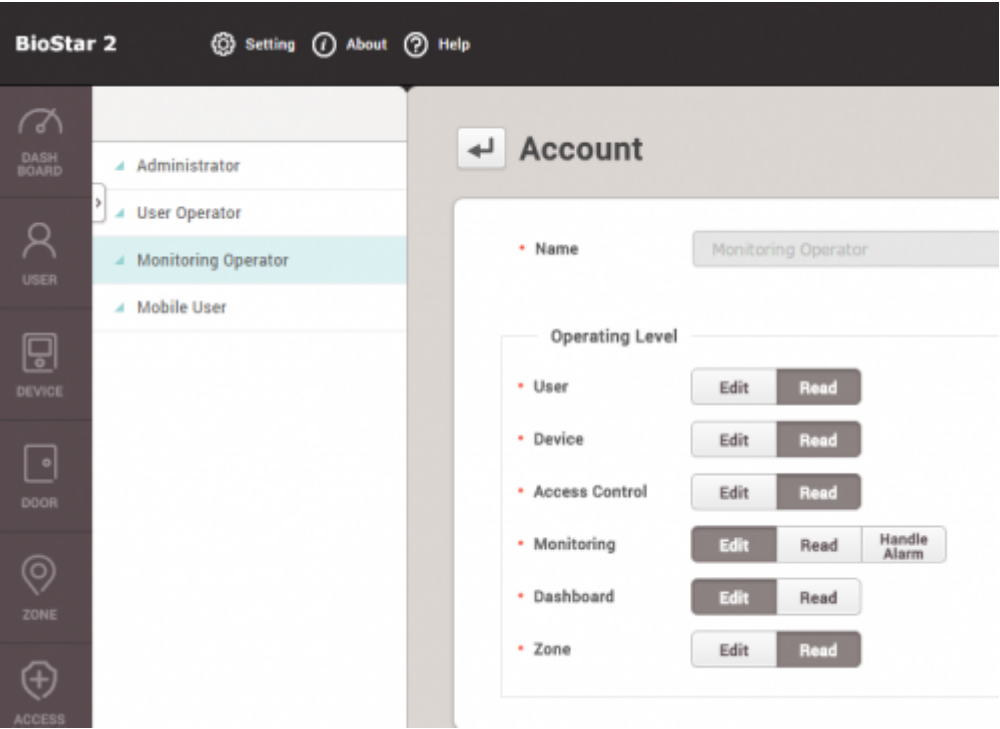 BioStar 2
Setting
About
Help
DASH
BOARD
USER
DEVICE
DOOR
ZONE
ACCESS
Administrator
User Operator
Monitoring Operator
Mobile User
Account
Name
Monitoring Operator
Operating Level
User Edit Read
Device Edit Read
Access Control Edit Read
Monitoring Edit Read Handle Alarm
Dashboard Edit Read
Zone Edit Read